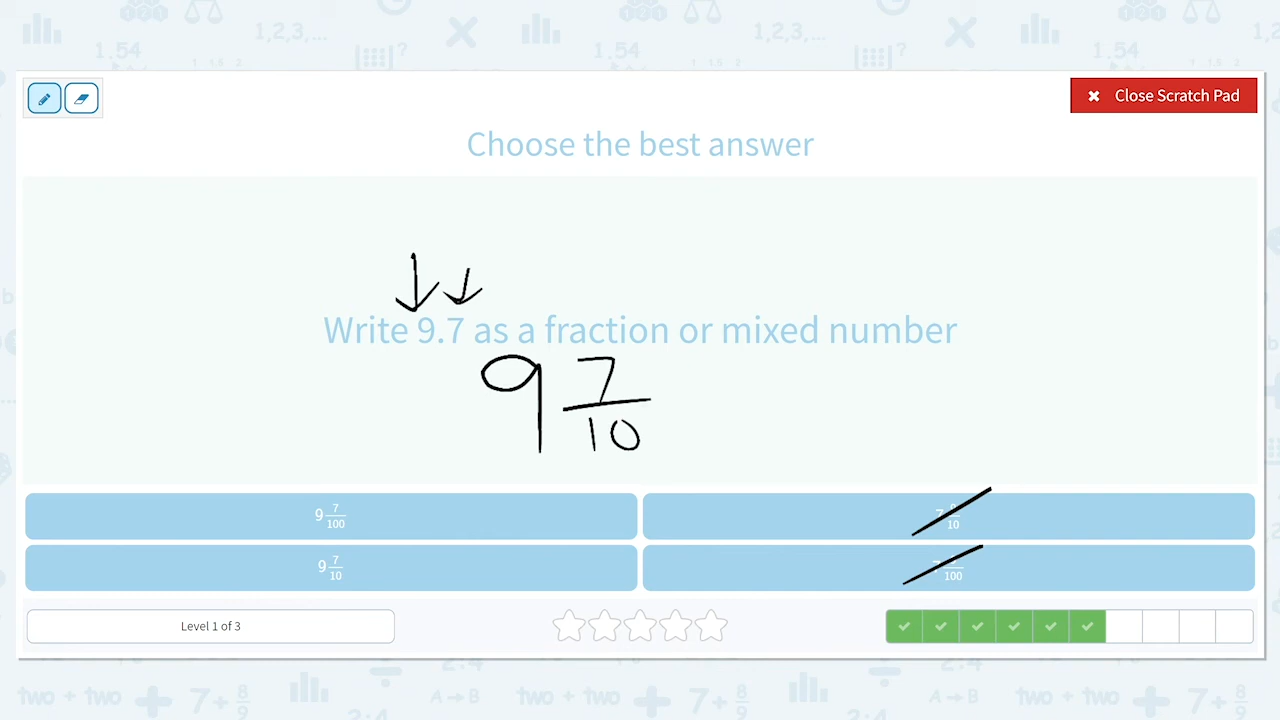 Close Scratch Pad
Choose the best answer
Write 9.7 as a fraction or mixed number
9 7/10
9 7/100
9 7/10
Level 1 of 3